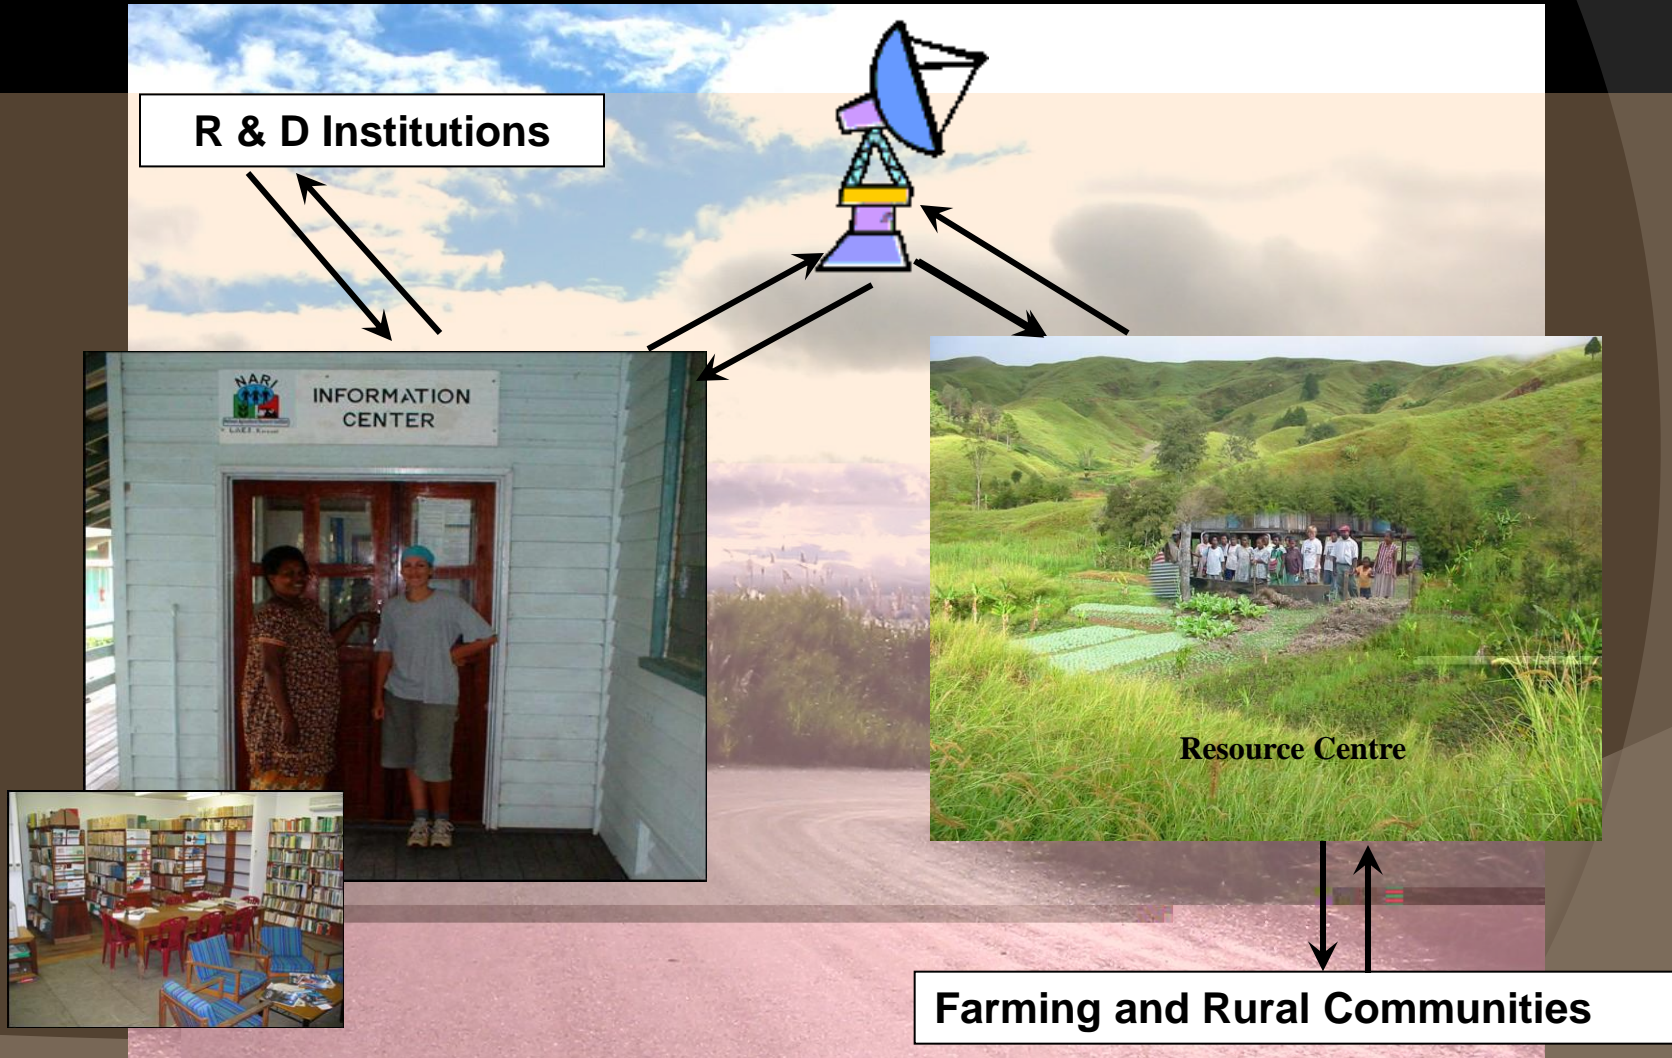 R & D Institutions
NARI
INFORMATION
CENTER
Resource Centre
Farming and Rural Communities